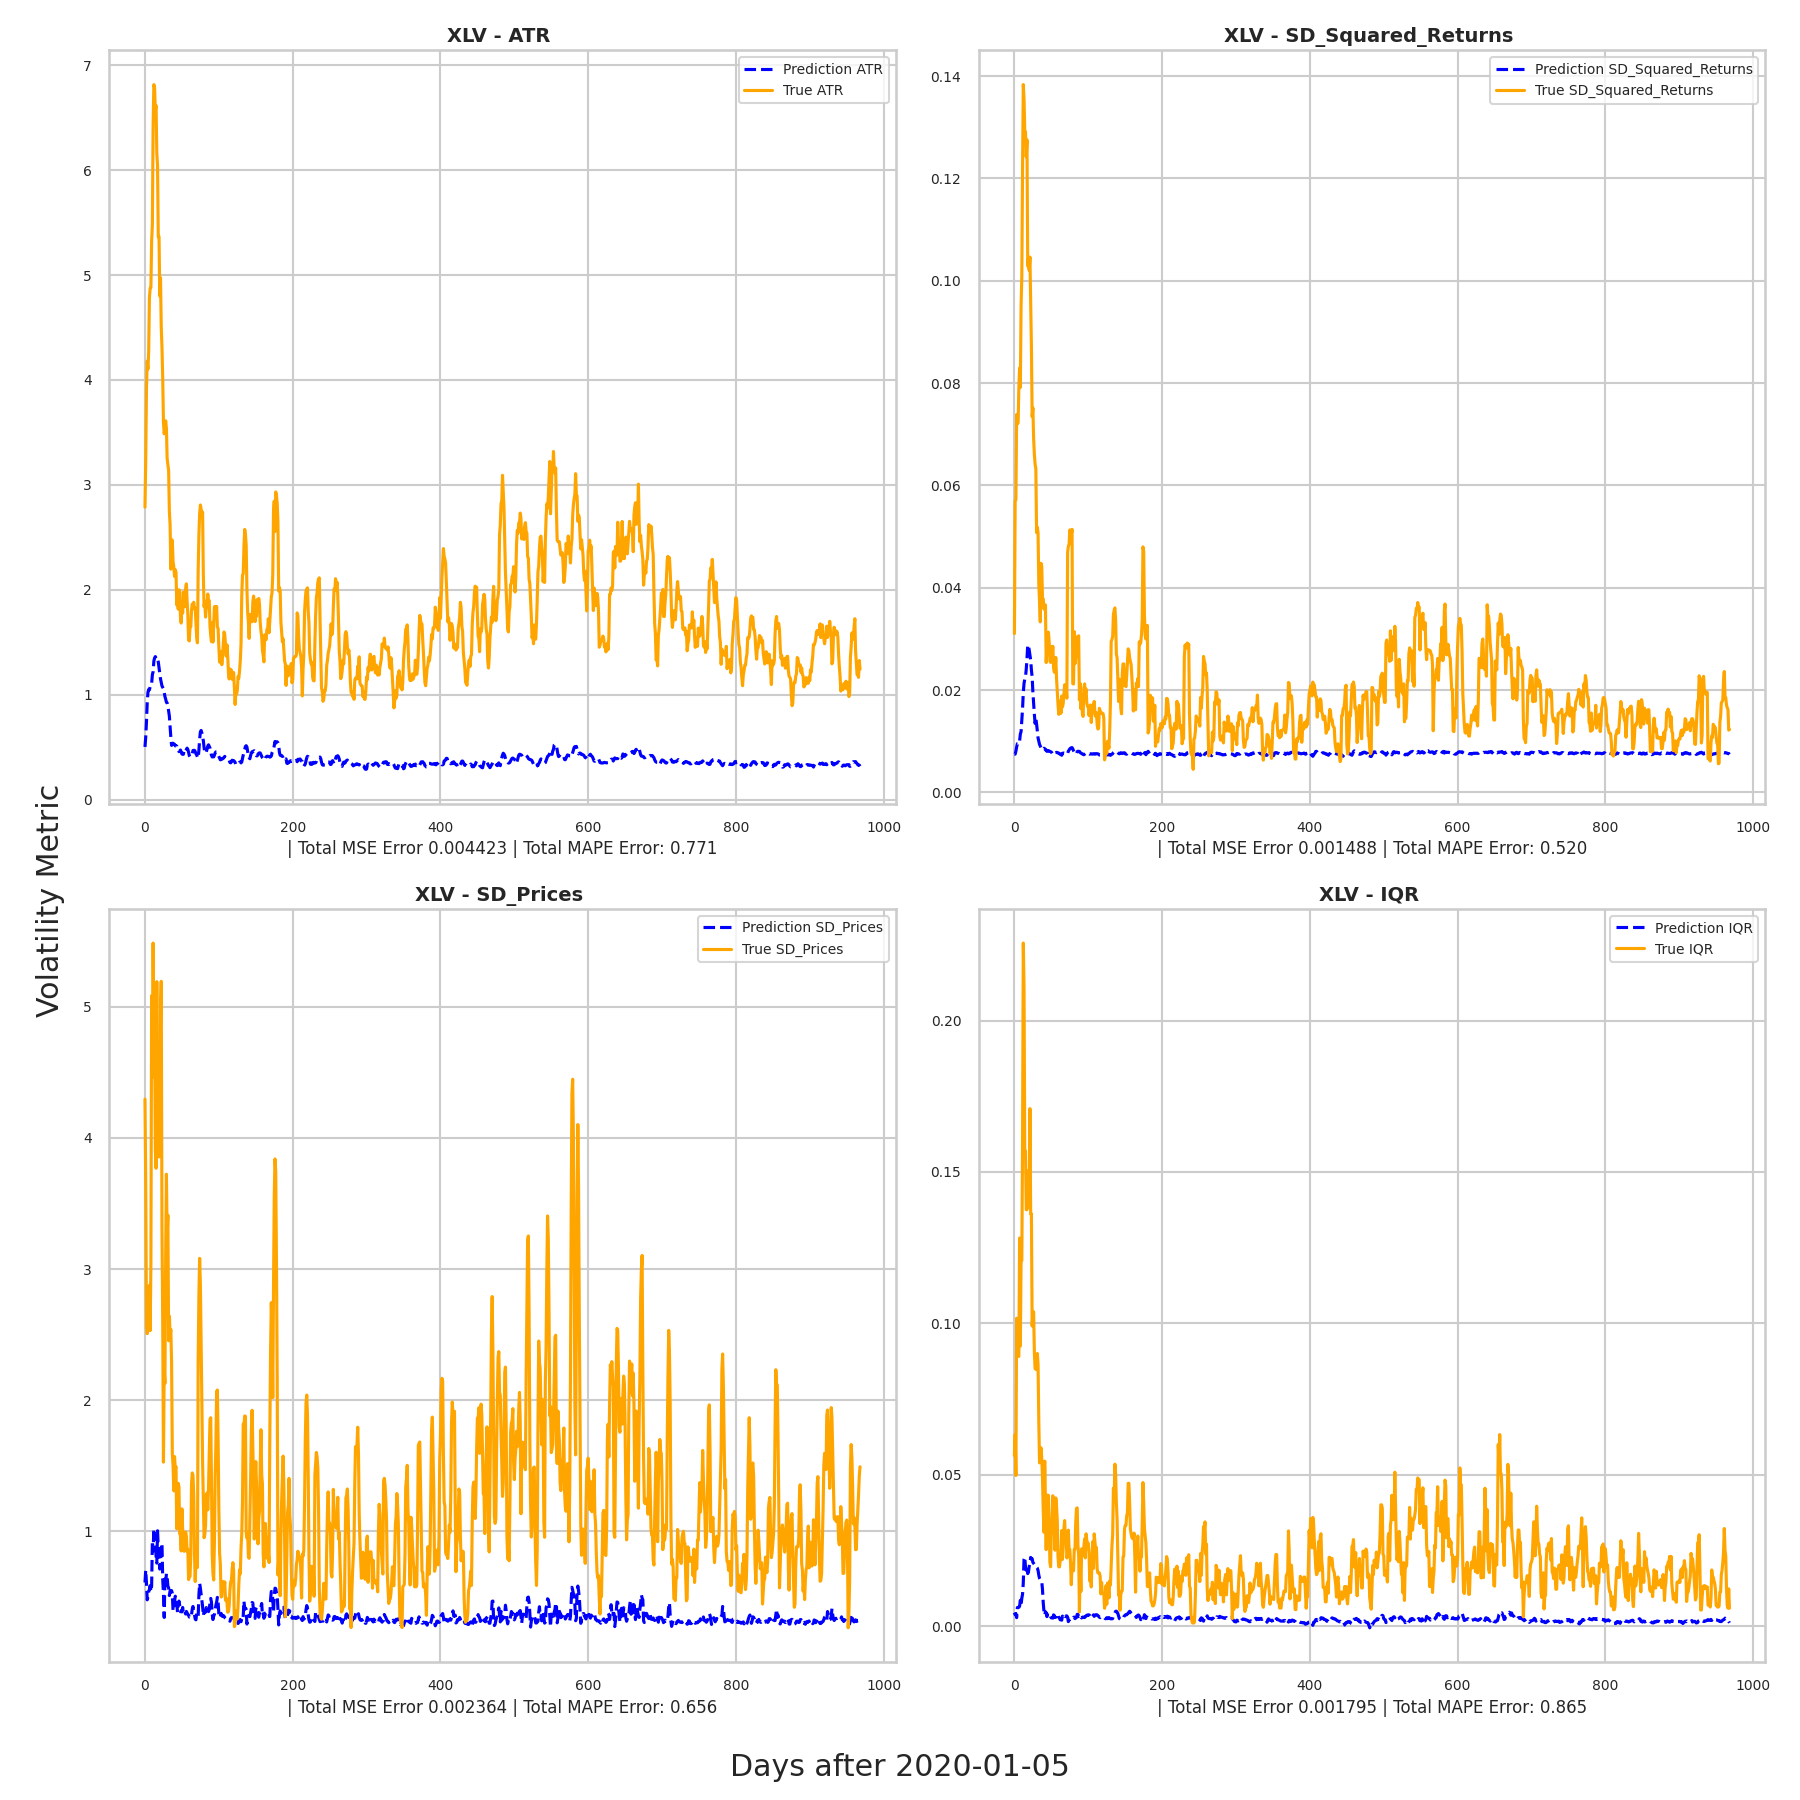 XLV - ATR
Prediction ATR
True ATR
7
6
5
4
3
2
1
0
0 200 400 600 800 1000
| Total MSE Error 0.004423 | Total MAPE Error: 0.771
XLV - SD_Squared_Returns
Prediction SD_Squared_Returns
True SD_Squared_Returns
0.14
0.12
0.10
0.08
0.06
0.04
0.02
0.00
0 200 400 600 800 1000
| Total MSE Error 0.001488 | Total MAPE Error: 0.520
Volatility Metric
XLV - SD_Prices
Prediction SD_Prices
True SD_Prices
5
4
3
2
1
0 200 400 600 800 1000
| Total MSE Error 0.002364 | Total MAPE Error: 0.656
XLV - IQR
Prediction IQR
True IQR
0.20
0.15
0.10
0.05
0.00
0 200 400 600 800 1000
| Total MSE Error 0.001795 | Total MAPE Error: 0.865
Days after 2020-01-05